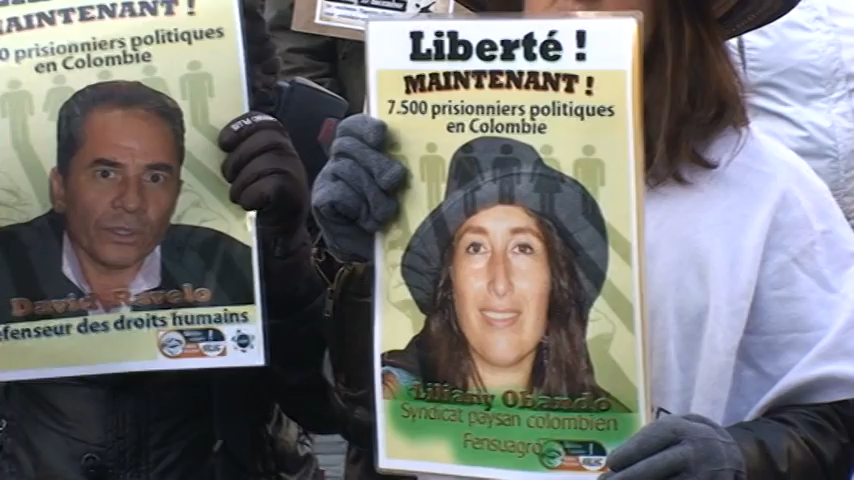 MAINTENANT !
0 prisionniers politiques
en Colombie
David Ravelo
efenseur des droits humains
Liberté !
MAINTENANT !
7.500 prisionniers politiques
en Colombie
Liliany Obando
Syndicat paysan colombien
Fensuagro